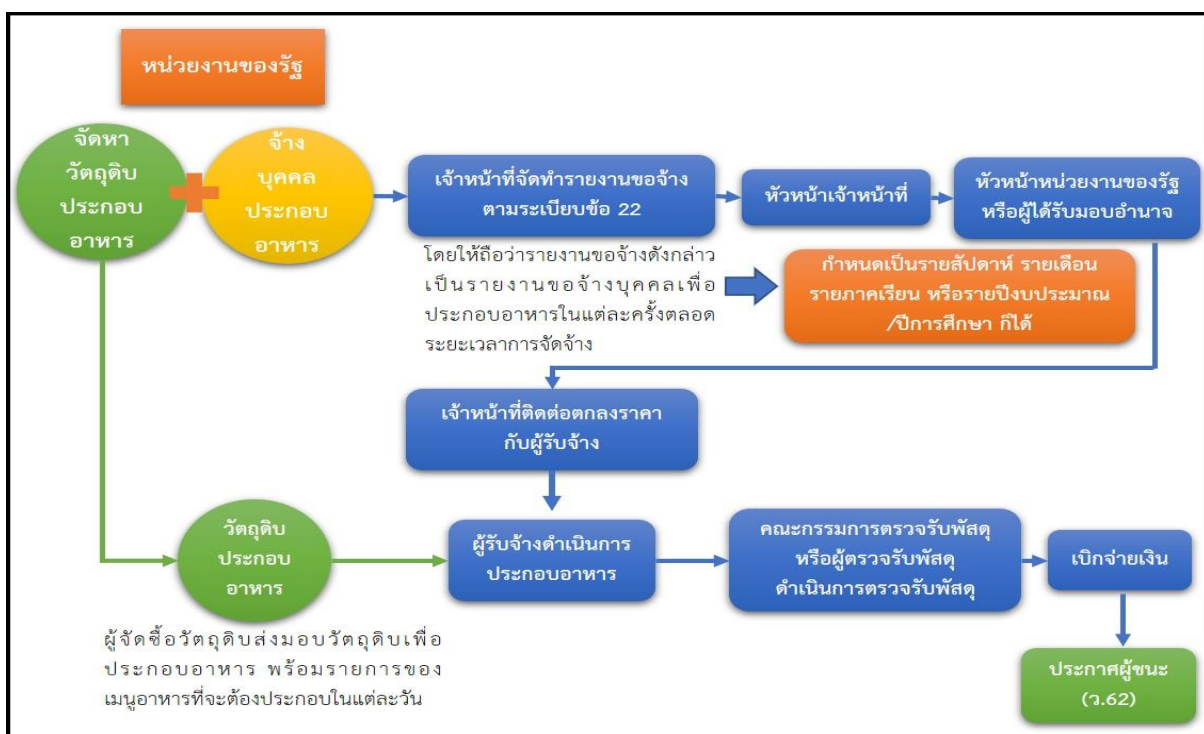 หน่วยงานของรัฐ
จัดหา
วัตถุดิบ
ประกอบ
อาหาร
จ้าง
บุคคล
ประกอบ
อาหาร
เจ้าหน้าที่จัดทำรายงานขอจ้าง
ตามระเบียบข้อ 22
หัวหน้าเจ้าหน้าที่
หัวหน้าหน่วยงานของรัฐ
หรือผู้ได้รับมอบอำนาจ
โดยให้ถือว่ารายงานขอจ้างดังกล่าว
เป็นรายงานขอจ้างบุคคลเพื่อ
ประกอบอาหารในแต่ละครั้งตลอด
ระยะเวลาการจัดจ้าง
กำหนดเป็นรายสัปดาห์ รายเดือน
รายภาคเรียน หรือรายปีงบประมาณ
/ปีการศึกษา ก็ได้
เจ้าหน้าที่ติดต่อตกลงราคา
กับผู้รับจ้าง
วัตถุดิบ
ประกอบ
อาหาร
ผู้รับจ้างดำเนินการ
ประกอบอาหาร
คณะกรรมการตรวจรับพัสดุ
หรือผู้ตรวจรับพัสดุ
ดำเนินการตรวจรับพัสดุ
เบิกจ่ายเงิน
ผู้จัดซื้อวัตถุดิบส่งมอบวัตถุดิบเพื่อ
ประกอบอาหาร พร้อมรายการของ
เมนูอาหารที่จะต้องประกอบในแต่ละวัน
ประกาศผู้ชนะ
(ว.62)